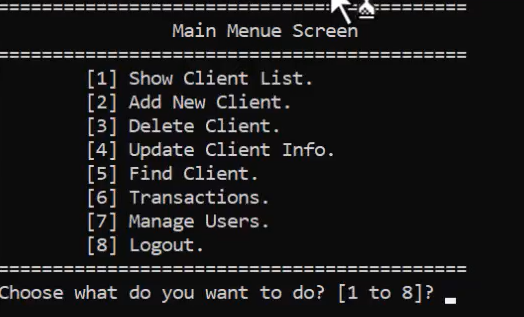 ===========================================
Main Menue Screen
===========================================
[1] Show Client List.
[2] Add New Client.
[3] Delete Client.
[4] Update Client Info.
[5] Find Client.
[6] Transactions.
[7] Manage Users.
[8] Logout.
===========================================
Choose what do you want to do? [1 to 8]? _